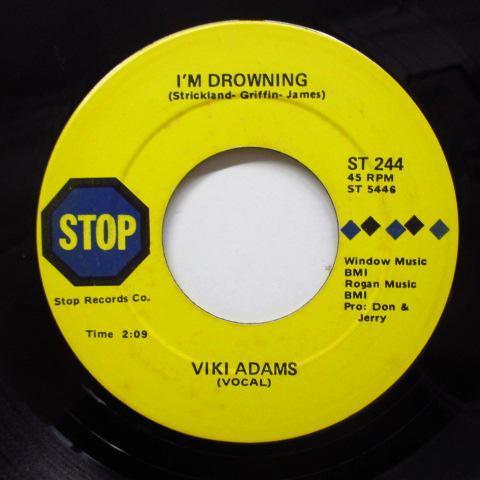 I'M DROWNING
(Strickland- Griffin- James)
ST 244
45 RPM
ST 5446
STOP
Stop Records Co.
Time 2:09
Window Music
BMI
Rogan Music
BMI
Pro: Don &
Jerry
VIKI ADAMS
(VOCAL)